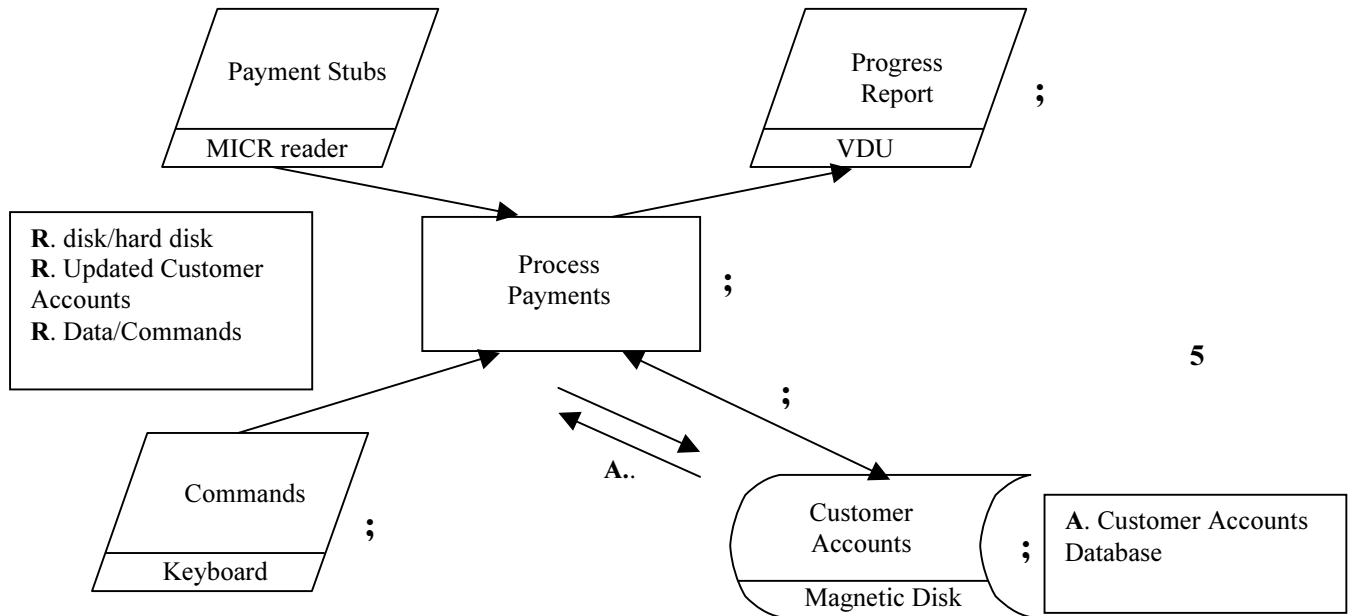 Payment Stubs
MICR reader
Progress
Report
VDU
;
R. disk/hard disk
R. Updated Customer
Accounts
R. Data/Commands
Process
Payments
;
5
;
A..
Commands
Keyboard
;
Customer
Accounts
Magnetic Disk
;
A. Customer Accounts
Database